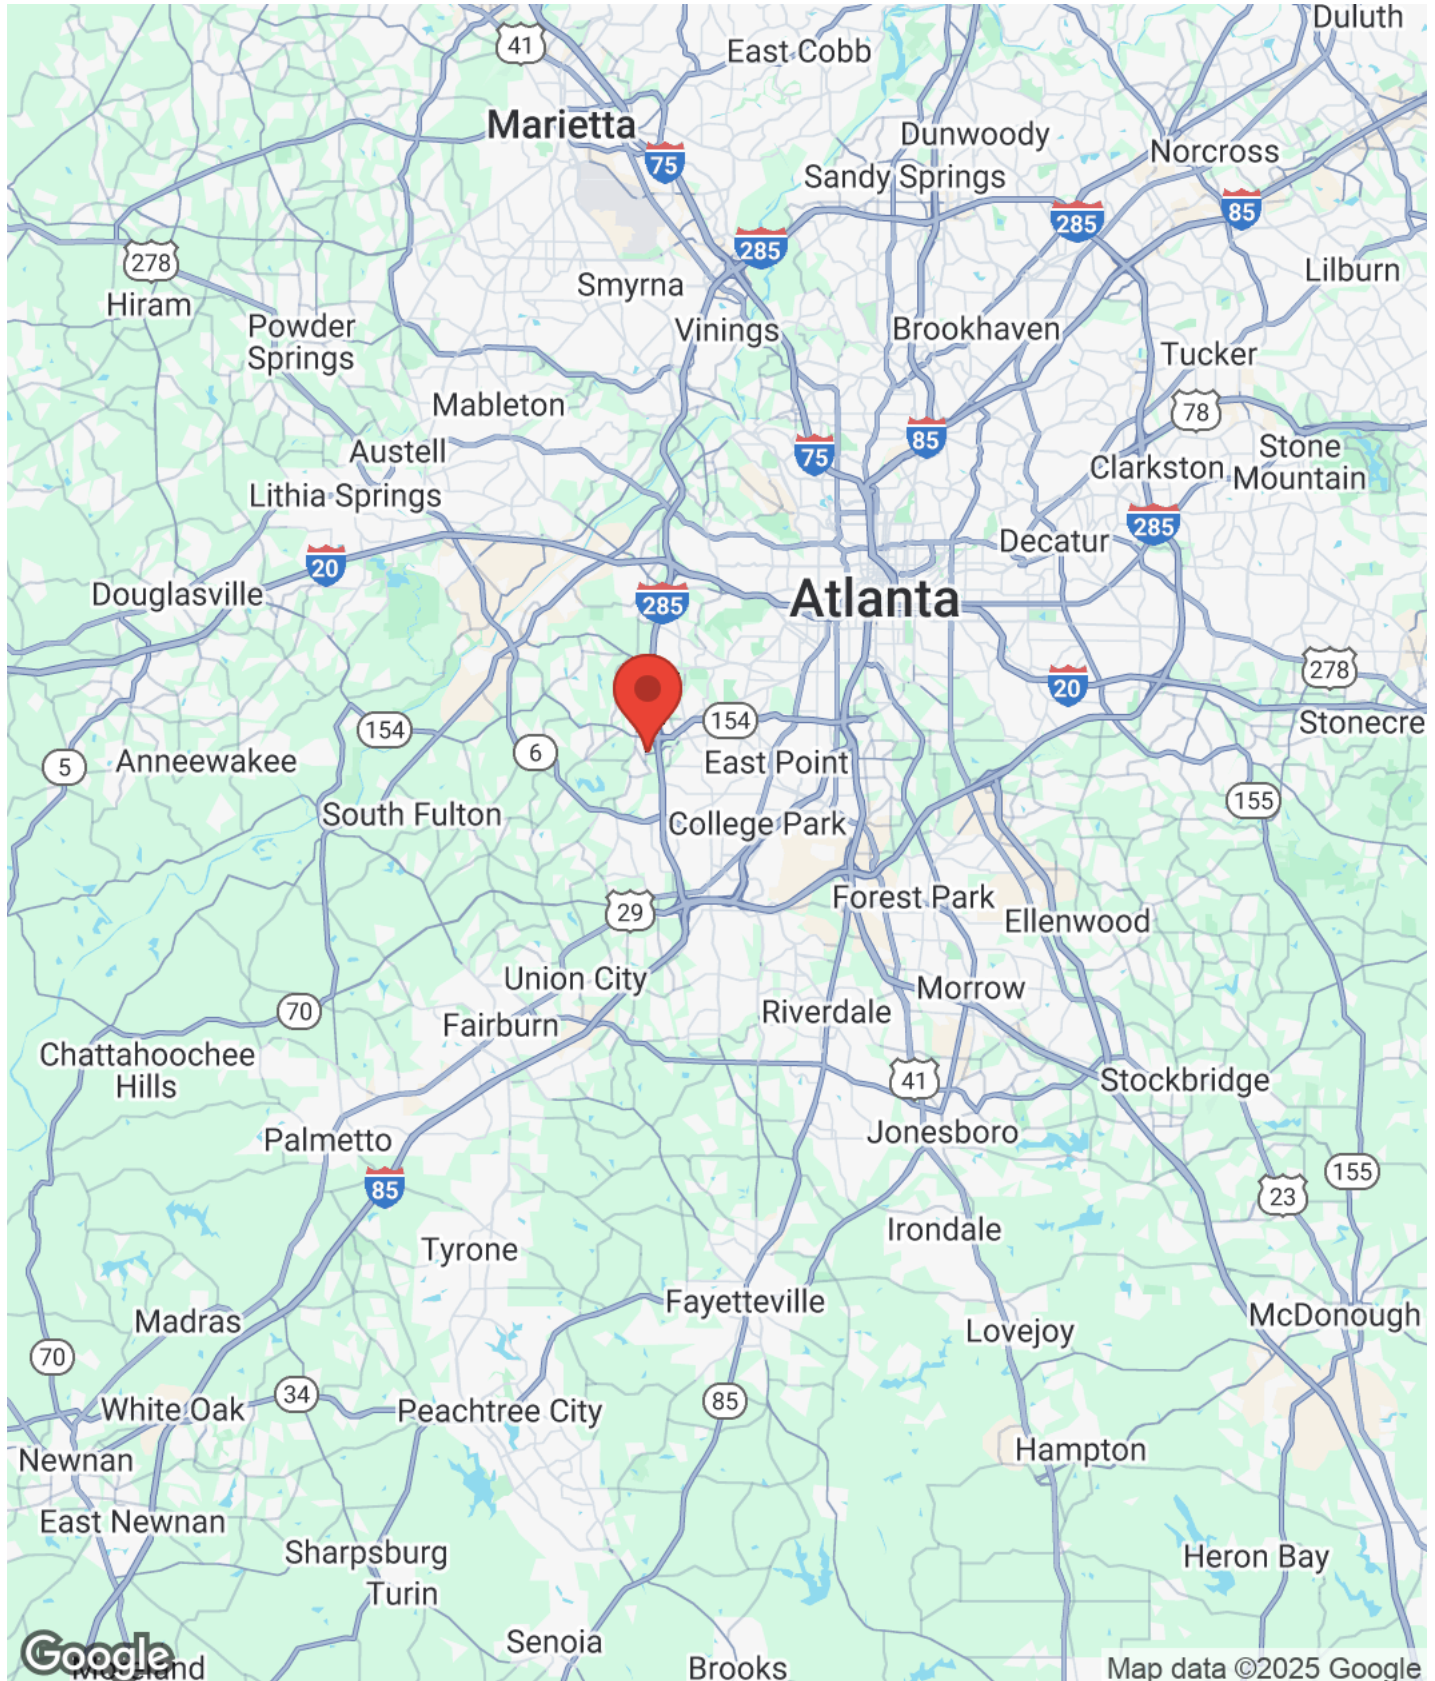 Duluth
41
East Cobb
Marietta
Dunwoody
Norcross
75
Sandy Springs
285
85
285
278
Smyrna
Lilburn
Hiram
Powder
Springs
Vinings
Brookhaven
Tucker
Mableton
78
Austell
75
85
Stone
Mountain
Clarkston
Lithia Springs
285
Decatur
20
Douglasville
285
Atlanta
278
20
154
154
Stonecre
6
5
Anneewakee
East Point
155
South Fulton
College Park
Forest Park
29
Ellenwood
Union City
Morrow
70
Riverdale
Fairburn
Chattahoochee
Hills
41
Stockbridge
Palmetto
Jonesboro
155
85
23
Irondale
Tyrone
Fayetteville
McDonough
Madras
Lovejoy
70
34
85
White Oak
Peachtree City
Newnan
Hampton
East Newnan
Sharpsburg
Heron Bay
Turin
Senoia
Google
Moreland
Brooks
Map data ©2025 Google